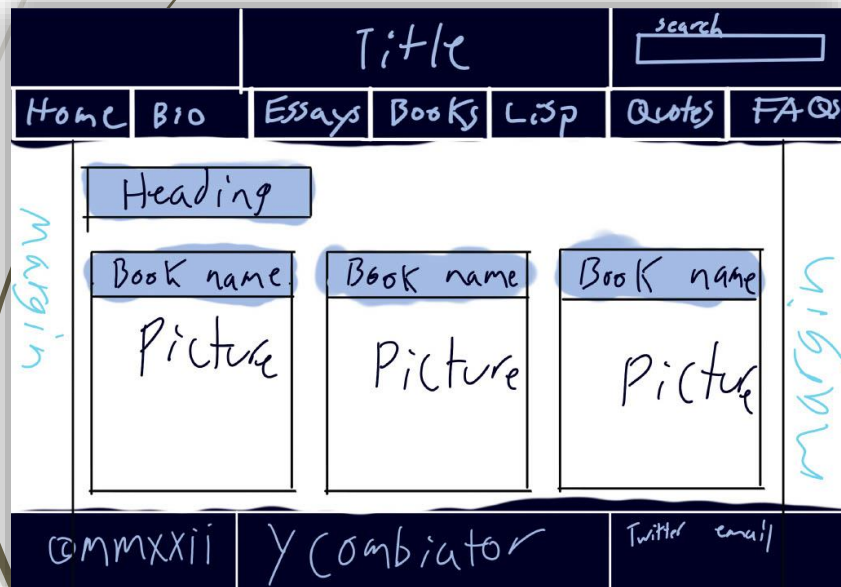 Title
search
Home Bio Essays Books Lisp Quotes FAQs
Heading
margin
margin
Book name Book name Book name
Picture Picture Picture
@mmxxii Y Combiator Twitter email